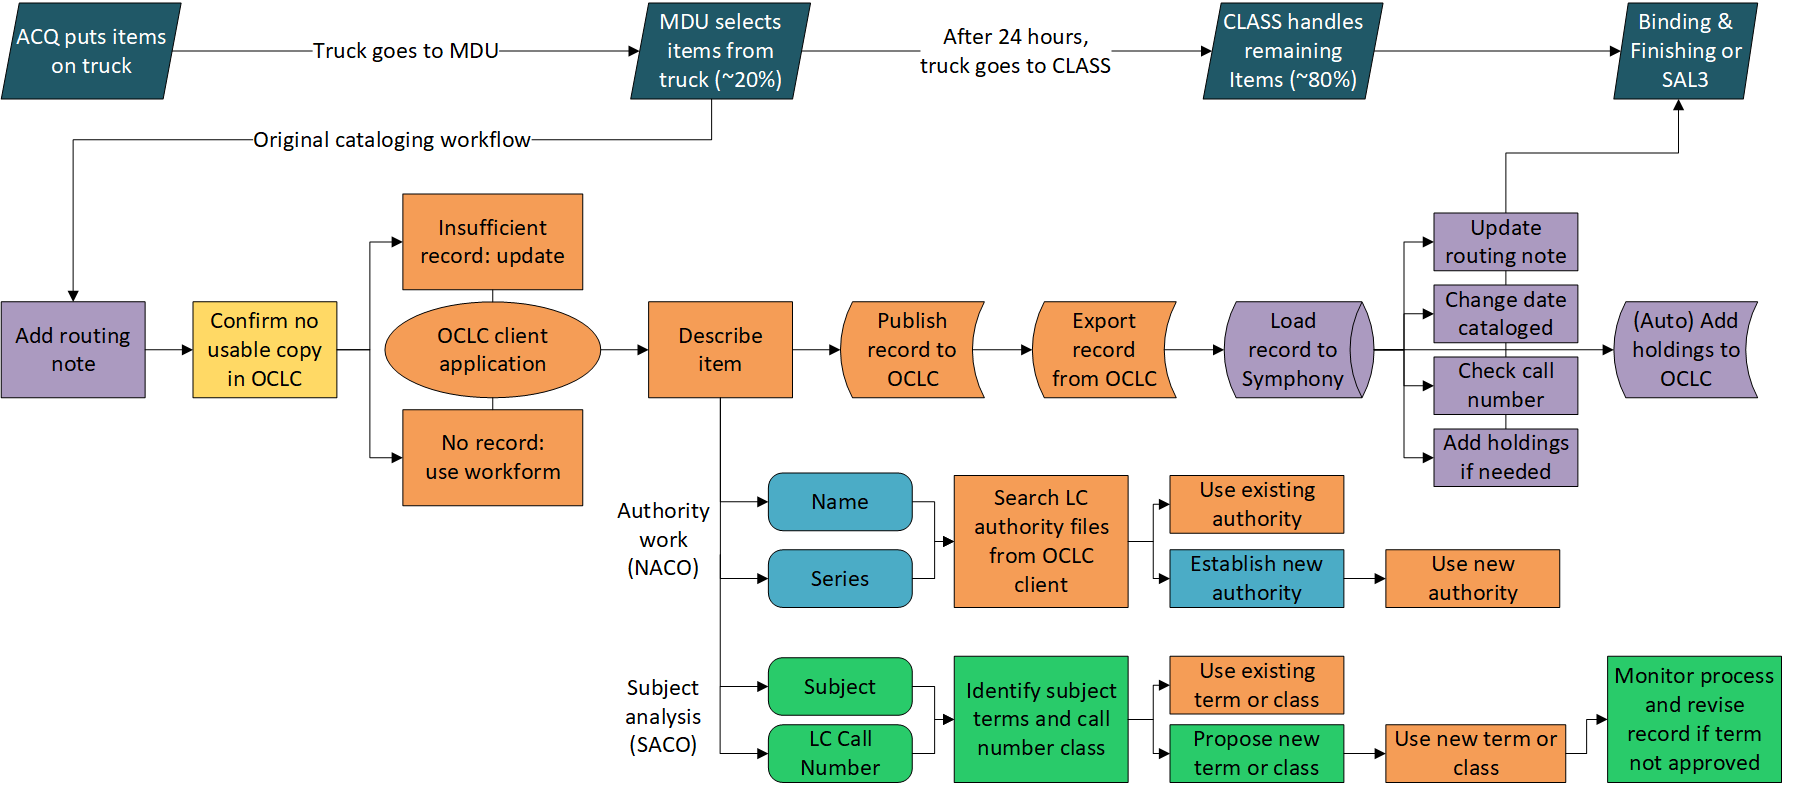 ACQ puts items
on truck
Truck goes to MDU
MDU selects
items from
truck (~20%)
After 24 hours,
truck goes to CLASS
CLASS handles
remaining
Items (~80%)
Binding &
Finishing or
SAL3
Original cataloging workflow
Add routing
note
Confirm no
usable copy
in OCLC
Insufficient
record: update
OCLC client
application
No record:
use workform
Describe
item
Publish
record to
OCLC
Export
record
from OCLC
Load
record to
Symphony
Update
routing note
Change date
cataloged
Check call
number
Add holdings
if needed
(Auto) Add
holdings to
OCLC
Authority
work
(NACO)
Name
Series
Search LC
authority files
from OCLC
client
Use existing
authority
Establish new
authority
Use new
authority
Subject
analysis
(SACO)
Subject
LC Call
Number
Identify subject
terms and call
number class
Use existing
term or class
Propose new
term or class
Use new term or
class
Monitor process
and revise
record if term
not approved